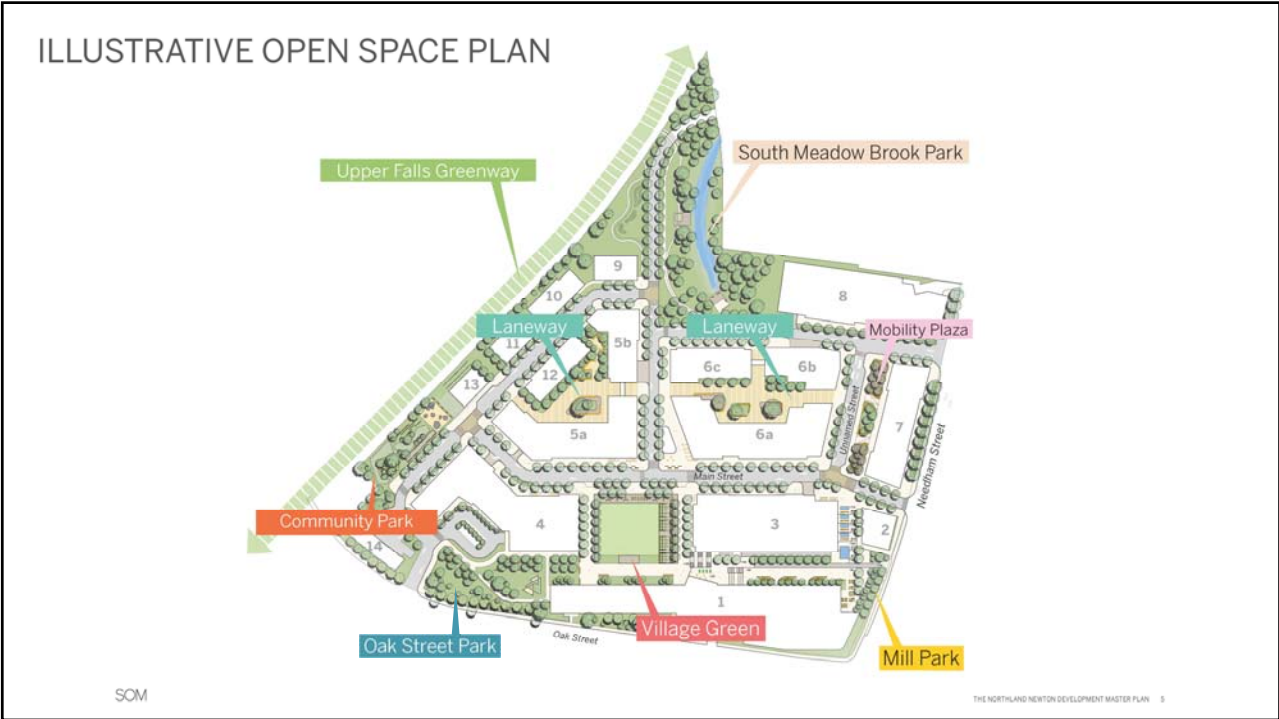 ILLUSTRATIVE OPEN SPACE PLAN
South Meadow Brook Park
Upper Falls Greenway
9
10
8
Laneway
Laneway
Mobility Plaza
11
5b
6c
6b
12
13
Unnamed Street
7
5a
6a
Needham Street
Main Street
Community Park
4
3
2
14
1
Village Green
Oak Street
Oak Street Park
Mill Park
SOM
THE NORTHLAND NEWTON DEVELOPMENT MASTER PLAN 5